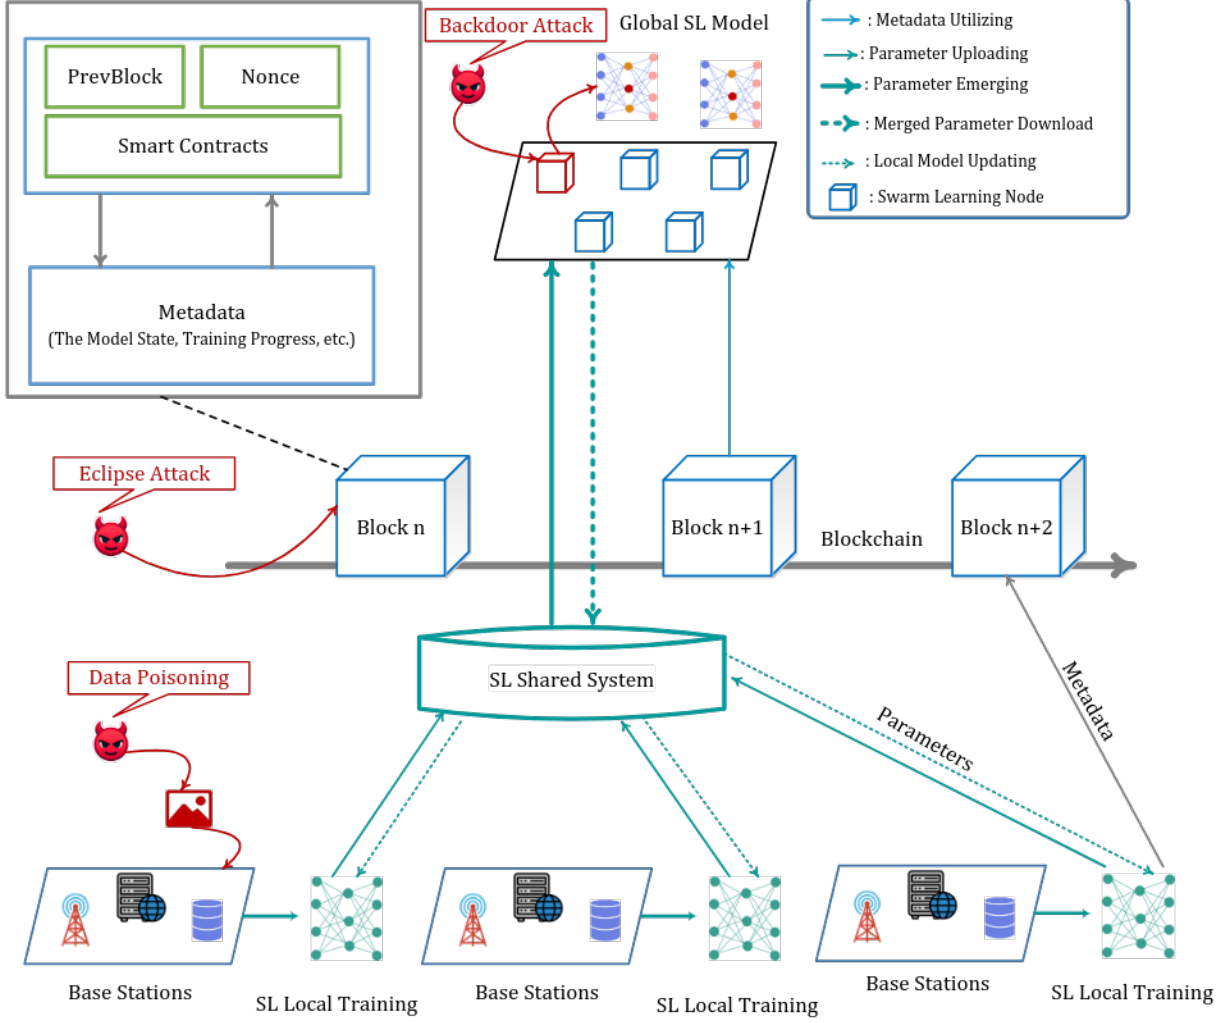 PrevBlock
Nonce
Smart Contracts
Metadata
(The Model State, Training Progress, etc.)
Backdoor Attack
Global SL Model
: Metadata Utilizing
: Parameter Uploading
: Parameter Emerging
: Merged Parameter Download
: Local Model Updating
: Swarm Learning Node
Eclipse Attack
Block n
Block n+1
Blockchain
Block n+2
Data Poisoning
SL Shared System
Parameters
Metadata
Base Stations
SL Local Training
Base Stations
SL Local Training
Base Stations
SL Local Training